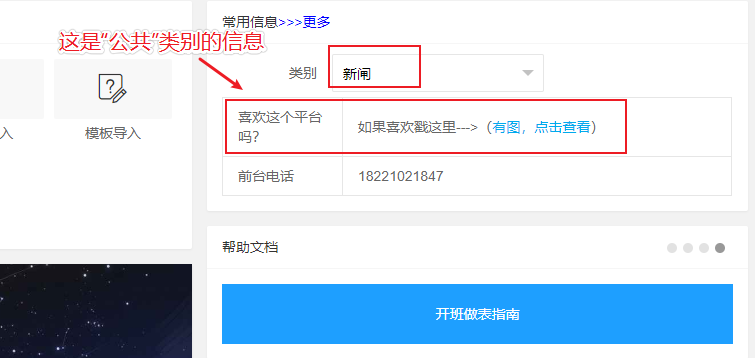 常用信息>>>更多
这是“公共”类别的信息
类别
新闻
喜欢这个平台
吗?
如果喜欢戳这里--->（有图，点击查看）
入
模板导入
前台电话
18221021847
帮助文档
开班做表指南